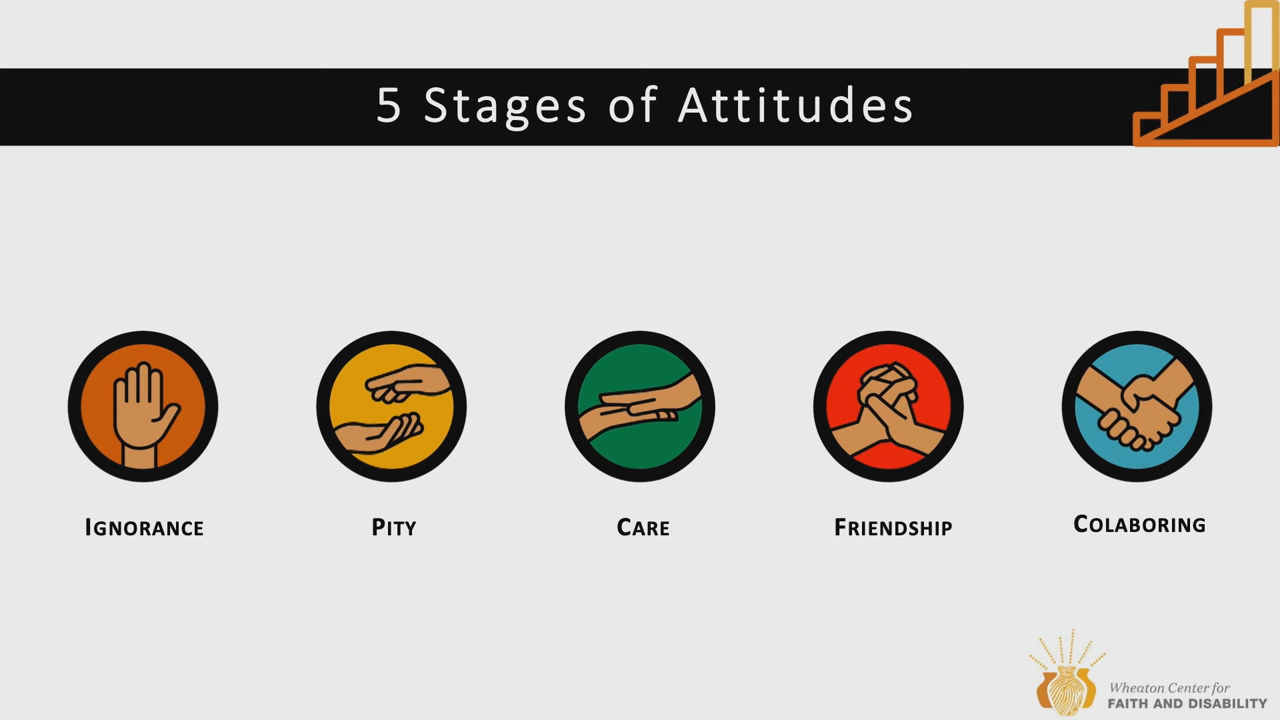 5 Stages of Attitudes
IGNORANCE
PITY
CARE
FRIENDSHIP
COLABORING
Wheaton Center for
FAITH AND DISABILITY